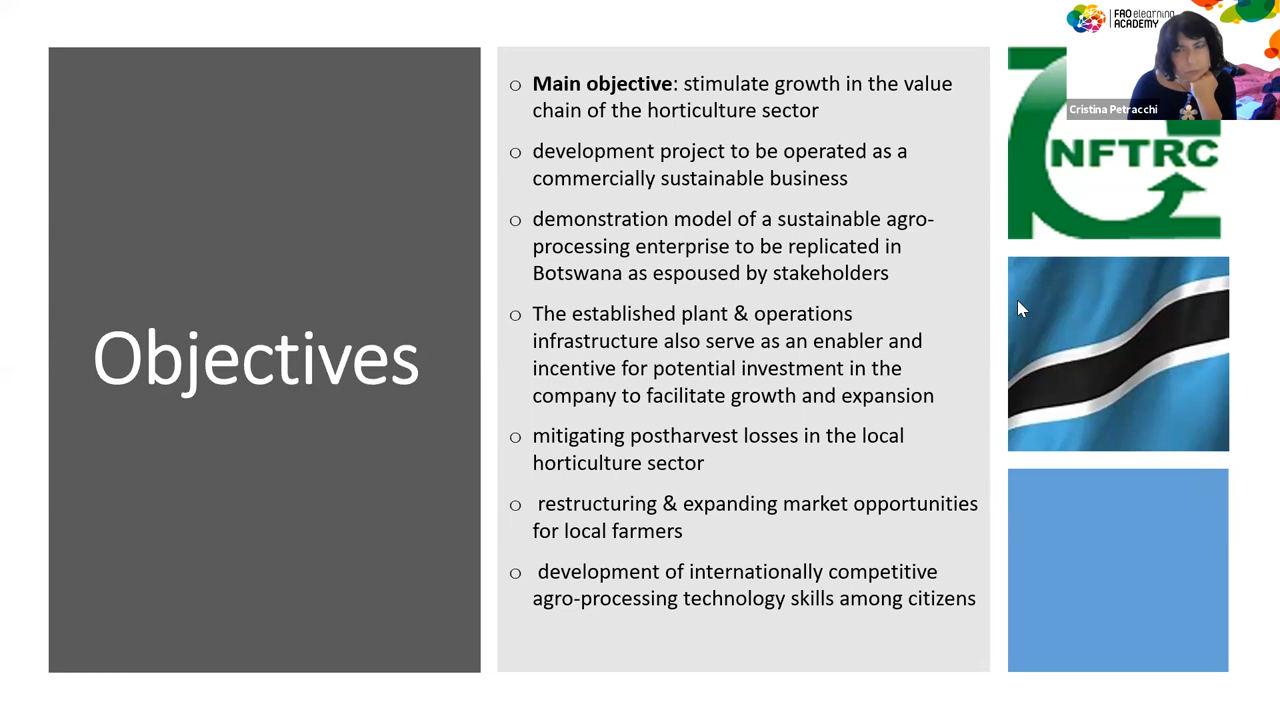 FAO elearning
ACADEMY
Cristina Petracchi
NFTRC
Objectives
○ Main objective: stimulate growth in the value
chain of the horticulture sector
○ development project to be operated as a
commercially sustainable business
○ demonstration model of a sustainable agro-
processing enterprise to be replicated in
Botswana as espoused by stakeholders
○ The established plant & operations
infrastructure also serve as an enabler and
incentive for potential investment in the
company to facilitate growth and expansion
○ mitigating postharvest losses in the local
horticulture sector
○ restructuring & expanding market opportunities
for local farmers
○ development of internationally competitive
agro-processing technology skills among citizens